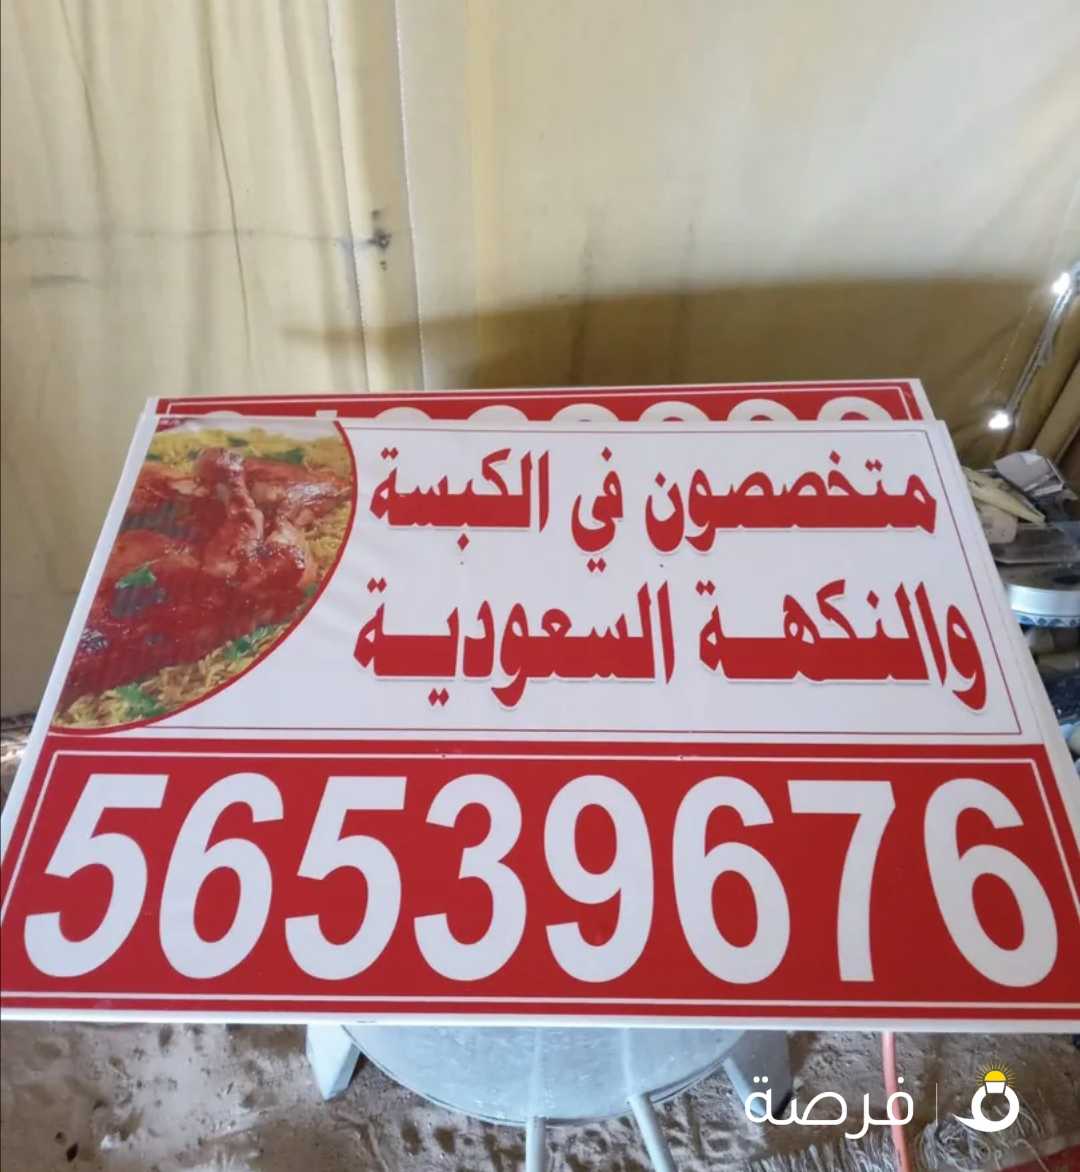 متخصصون في الكبسة
والنكهة السعودية
56539676
فرصة